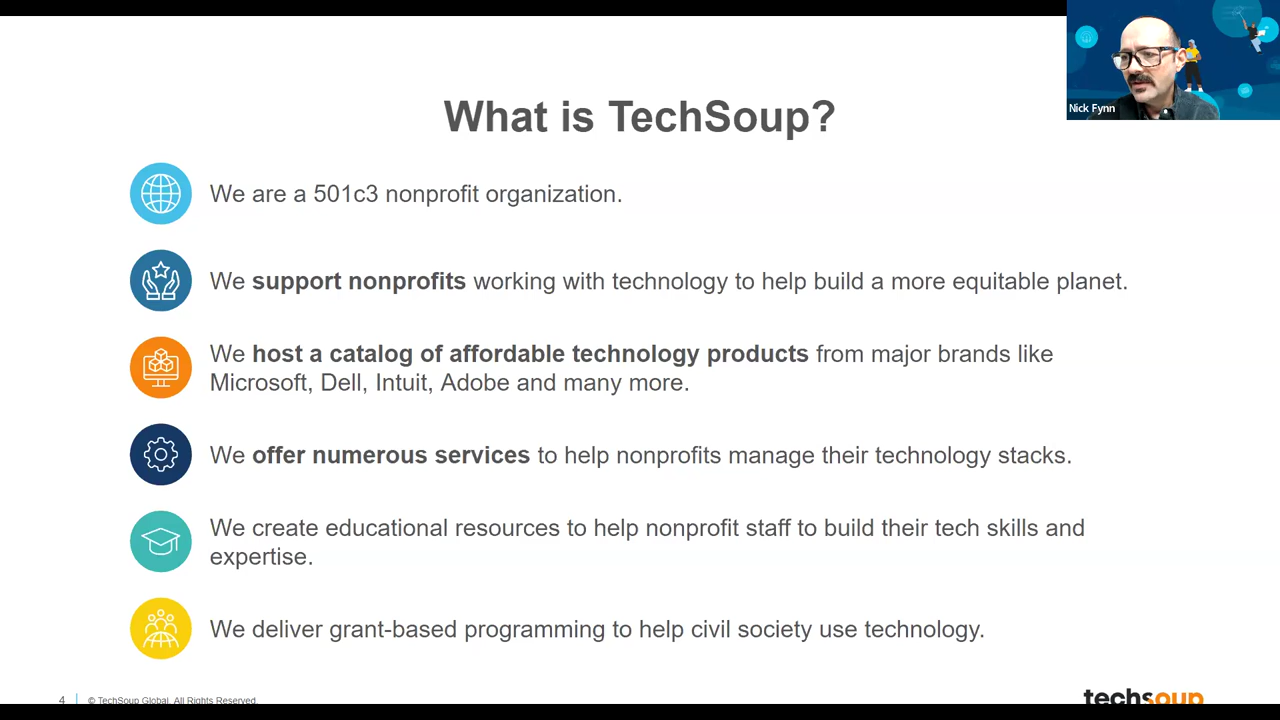 Nick Fynn
What is TechSoup?
We are a 501c3 nonprofit organization.
We support nonprofits working with technology to help build a more equitable planet.
We host a catalog of affordable technology products from major brands like
Microsoft, Dell, Intuit, Adobe and many more.
We offer numerous services to help nonprofits manage their technology stacks.
We create educational resources to help nonprofit staff to build their tech skills and
expertise.
We deliver grant-based programming to help civil society use technology.
4 © TechSoup Global. All Rights Reserved.
techsoup